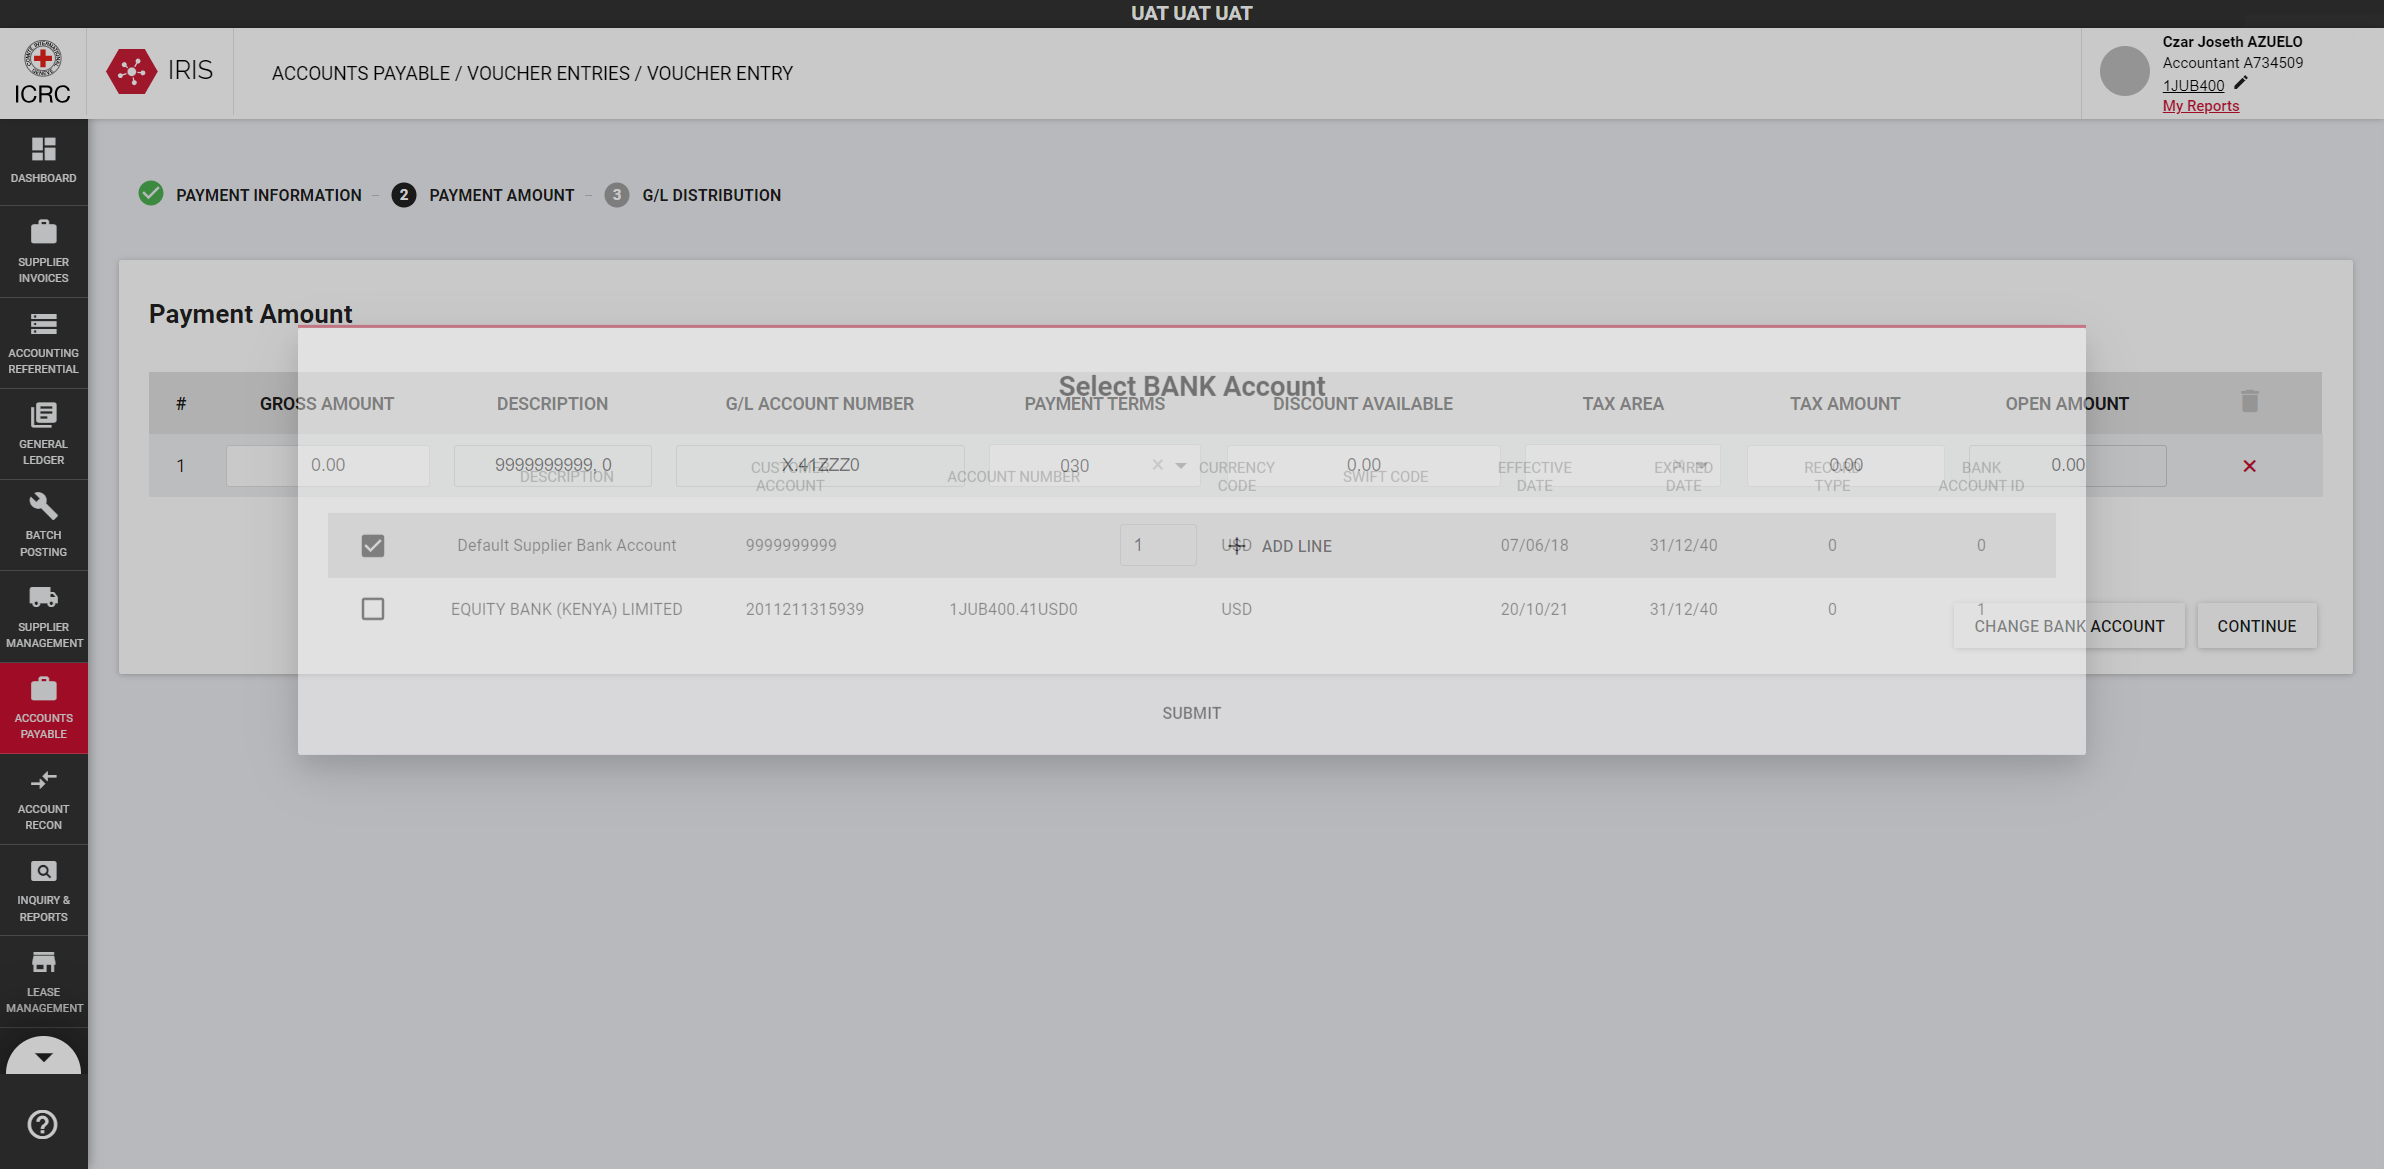 UAT UAT UAT
ICRC
IRIS
ACCOUNTS PAYABLE / VOUCHER ENTRIES / VOUCHER ENTRY
Czar Joseth AZUELO
Accountant A734509
1JUB400
My Reports
DASHBOARD
SUPPLIER
INVOICES
ACCOUNTING
REFERENTIAL
GENERAL
LEDGER
BATCH
POSTING
SUPPLIER
MANAGEMENT
ACCOUNTS
PAYABLE
ACCOUNT
RECON
INQUIRY &
REPORTS
LEASE
MANAGEMENT
PAYMENT INFORMATION – 2 PAYMENT AMOUNT – 3 G/L DISTRIBUTION
Payment Amount
# GROSS AMOUNT DESCRIPTION G/L ACCOUNT NUMBER PAYMENT TERMS DISCOUNT AVAILABLE TAX AREA TAX AMOUNT OPEN AMOUNT
1 0.00 9999999999, 0 X.41ZZZ0 030 0.00 0.00 0.00
1 ADD LINE
CHANGE BANK ACCOUNT CONTINUE
Select BANK Account
DESCRIPTION CUSTOMER ACCOUNT ACCOUNT NUMBER CURRENCY CODE SWIFT CODE EFFECTIVE DATE EXPIRED DATE RECORD TYPE BANK ACCOUNT ID
Default Supplier Bank Account 9999999999 USD 07/06/18 31/12/40 0 0
EQUITY BANK (KENYA) LIMITED 2011211315939 1JUB400.41USD0 USD 20/10/21 31/12/40 0 1
SUBMIT